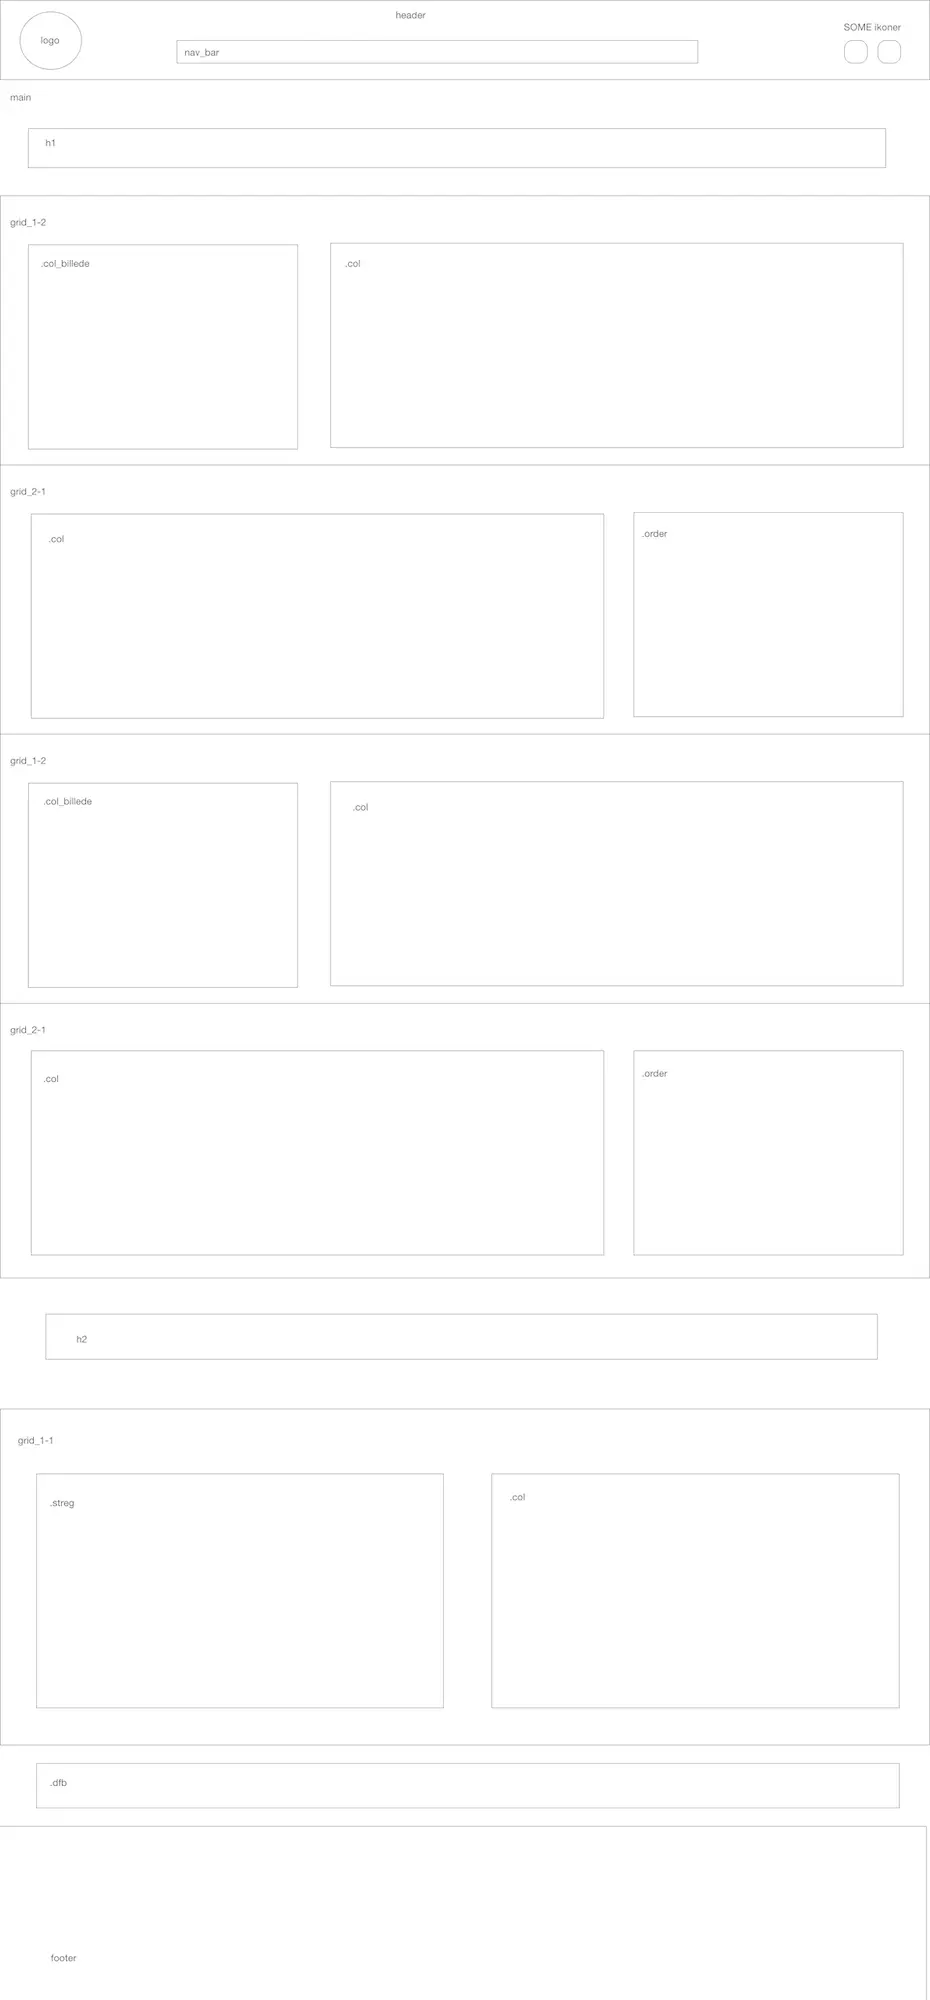 header
logo
SOME ikoner
nav_bar
main
h1
grid_1-2
.col_billede
.col
grid_2-1
.col
.order
grid_1-2
.col_billede
.col
grid_2-1
.col
.order
h2
grid_1-1
.streg
.col
.dfb
footer